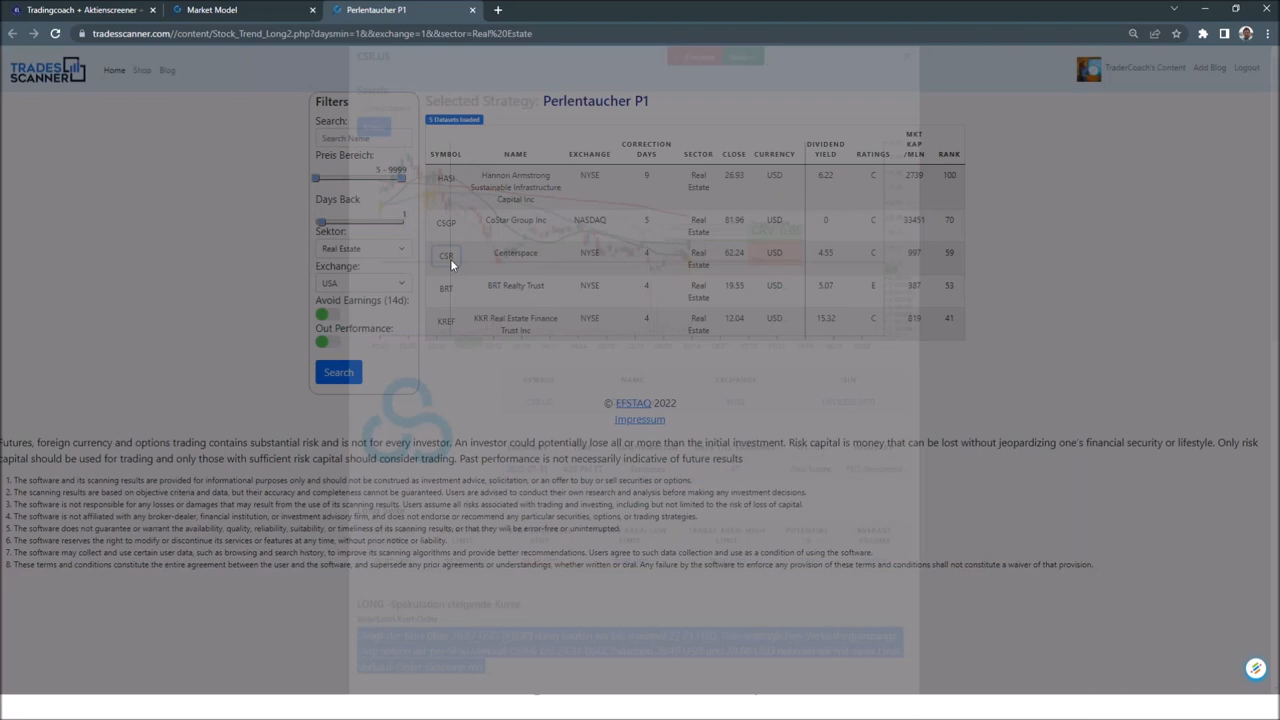 Tradingcoach + Aktienscreener -
Market Model
Perlentaucher P1
tradesscanner.com//content/Stock_Trend_Long2.php?daysmin=1&&exchange=1&&sector=Real%20Estate
TRADES SCANNER
Home Shop Blog
TraderCoach's Content Add Blog Logout
CSR.US
Filters
Selected Strategy: Perlentaucher P1
5 Datasets loaded
Search:
Search Name
Preis Bereich:
5 - 9999
Days Back
1
Sektor:
Real Estate
Exchange:
USA
Avoid Earnings (14d):
Out Performance:
Search
SYMBOL NAME EXCHANGE CORRECTION DAYS SECTOR CLOSE CURRENCY DIVIDEND YIELD RATINGS MKT KAP /MLN RANK
HASI Hannon Armstrong Sustainable Infrastructure Capital Inc NYSE 9 Real Estate 26.93 USD 6.22 C 2739 100
CSGP CoStar Group Inc NASDAQ 5 Real Estate 81.96 USD 0 C 33451 70
CSR Centerspace NYSE 4 Real Estate 62.24 USD 4.55 C 997 59
BRT BRT Realty Trust NYSE 4 Real Estate 19.55 USD 5.07 E 387 53
KREF KKR Real Estate Finance Trust Inc NYSE 4 Real Estate 12.04 USD 15.32 C 819 41
SYMBOL NAME EXCHANGE ISIN
© EFSTAQ 2022
Impressum
Futures, foreign currency and options trading contains substantial risk and is not for every investor. An investor could potentially lose all or more than the initial investment. Risk capital is money that can be lost without jeopardizing one's financial security or lifestyle. Only risk
capital should be used for trading and only those with sufficient risk capital should consider trading. Past performance is not necessarily indicative of future results
1. The software and its scanning results are provided for informational purposes only and should not be construed as investment advice, solicitation, or an offer to buy or sell securities or options.
2. The scanning results are based on objective criteria and data, but their accuracy and completeness cannot be guaranteed. Users are advised to conduct their own research and analysis before making any investment decisions.
3. The software is not responsible for any losses or damages that may result from the use of its scanning results. Users assume all risks associated with trading and investing, including but not limited to the risk of loss of capital.
4. The software is not affiliated with any broker-dealer, financial institution, or investment advisory firm, and does not endorse or recommend any particular securities, options, or trading strategies.
5. The software does not guarantee or warrant the availability, quality, reliability, suitability, or timeliness of its scanning results, or that they will be error-free or uninterrupted.
6. The software reserves the right to modify or discontinue its services and features at any time, without prior notice or liability.
7. The software may collect and use certain user data, such as browsing and search history, to improve its scanning algorithms and provide better recommendations. Users agree to such data collection and use as a condition of using the software.
8. These terms and conditions constitute the entire agreement between the user and the software, and supersede any prior agreements or understandings, whether written or oral. Any failure by the software to enforce any provision of these terms and conditions shall not constitute a waiver of that provision.
LONG -Spekulation steigende Kurse